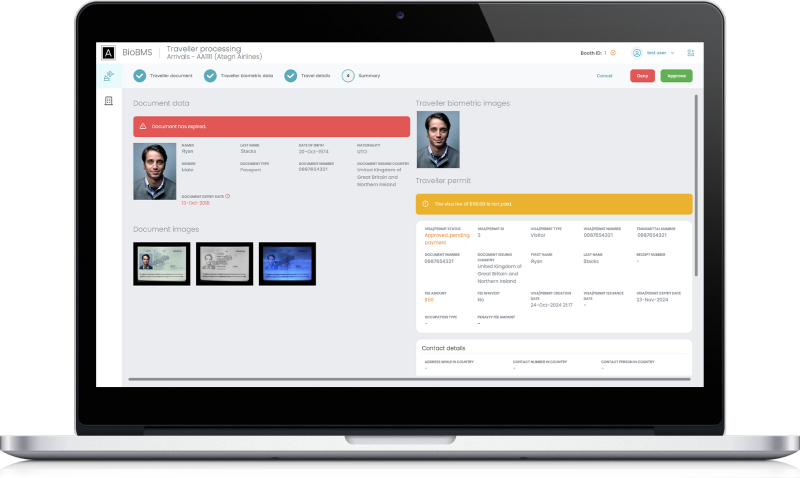 A
BioBMS
Traveller processing
Arrivals - AA1111 (Ategn Airlines)
Booth ID: 1
test user
Traveller document
Traveller biometric data
Travel details
4
Summary
Cancel
Deny
Approve
Document data
Document has expired.
NAMES
Ryan
LAST NAME
Stacks
DATE OF BIRTH
20-Oct-1974
NATIONALITY
UTO
GENDER
Male
DOCUMENT TYPE
Passport
DOCUMENT NUMBER
0987654321
DOCUMENT ISSUING COUNTRY
United Kingdom of
Great Britain and
Northern Ireland
DOCUMENT EXPIRY DATE
13-Oct-2018
Document images
Traveller biometric images
Traveller permit
The visa fee of $160.00 is not paid.
VISA/PERMIT STATUS
Approved, pending
payment
VISA/PERMIT ID
3
VISA/PERMIT TYPE
Visitor
VISA/PERMIT NUMBER
0987654321
TRANSMITTAL NUMBER
0987654321
DOCUMENT NUMBER
0987654321
DOCUMENT ISSUING
COUNTRY
United Kingdom of
Great Britain and
Northern Ireland
FIRST NAME
Ryan
LAST NAME
Stacks
RECEIPT NUMBER
-
FEE AMOUNT
FEE WAIVED?
No
VISA/PERMIT CREATION
DATE
24-Oct-2024 21:17
VISA/PERMIT ISSUANCE
DATE
-
VISA/PERMIT EXPIRY DATE
23-Nov-2024
OCCUPATION TYPE
-
PENALTY FEE AMOUNT
-
Contact details
ADDRESS WHILE IN COUNTRY
-
CONTACT NUMBER IN COUNTRY
-
CONTACT PERSON IN COUNTRY
-